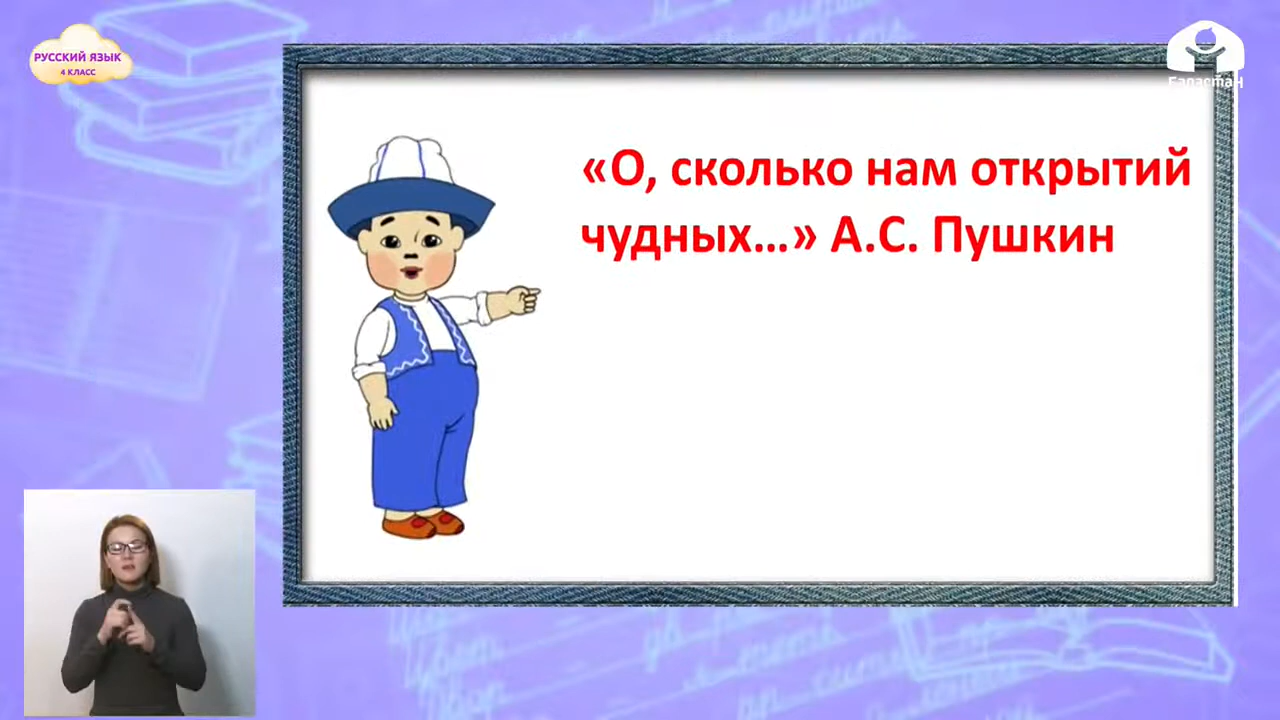 РУССКИЙ ЯЗЫК
4 КЛАСС
«О, сколько нам открытий
чудных...» А.С. Пушкин